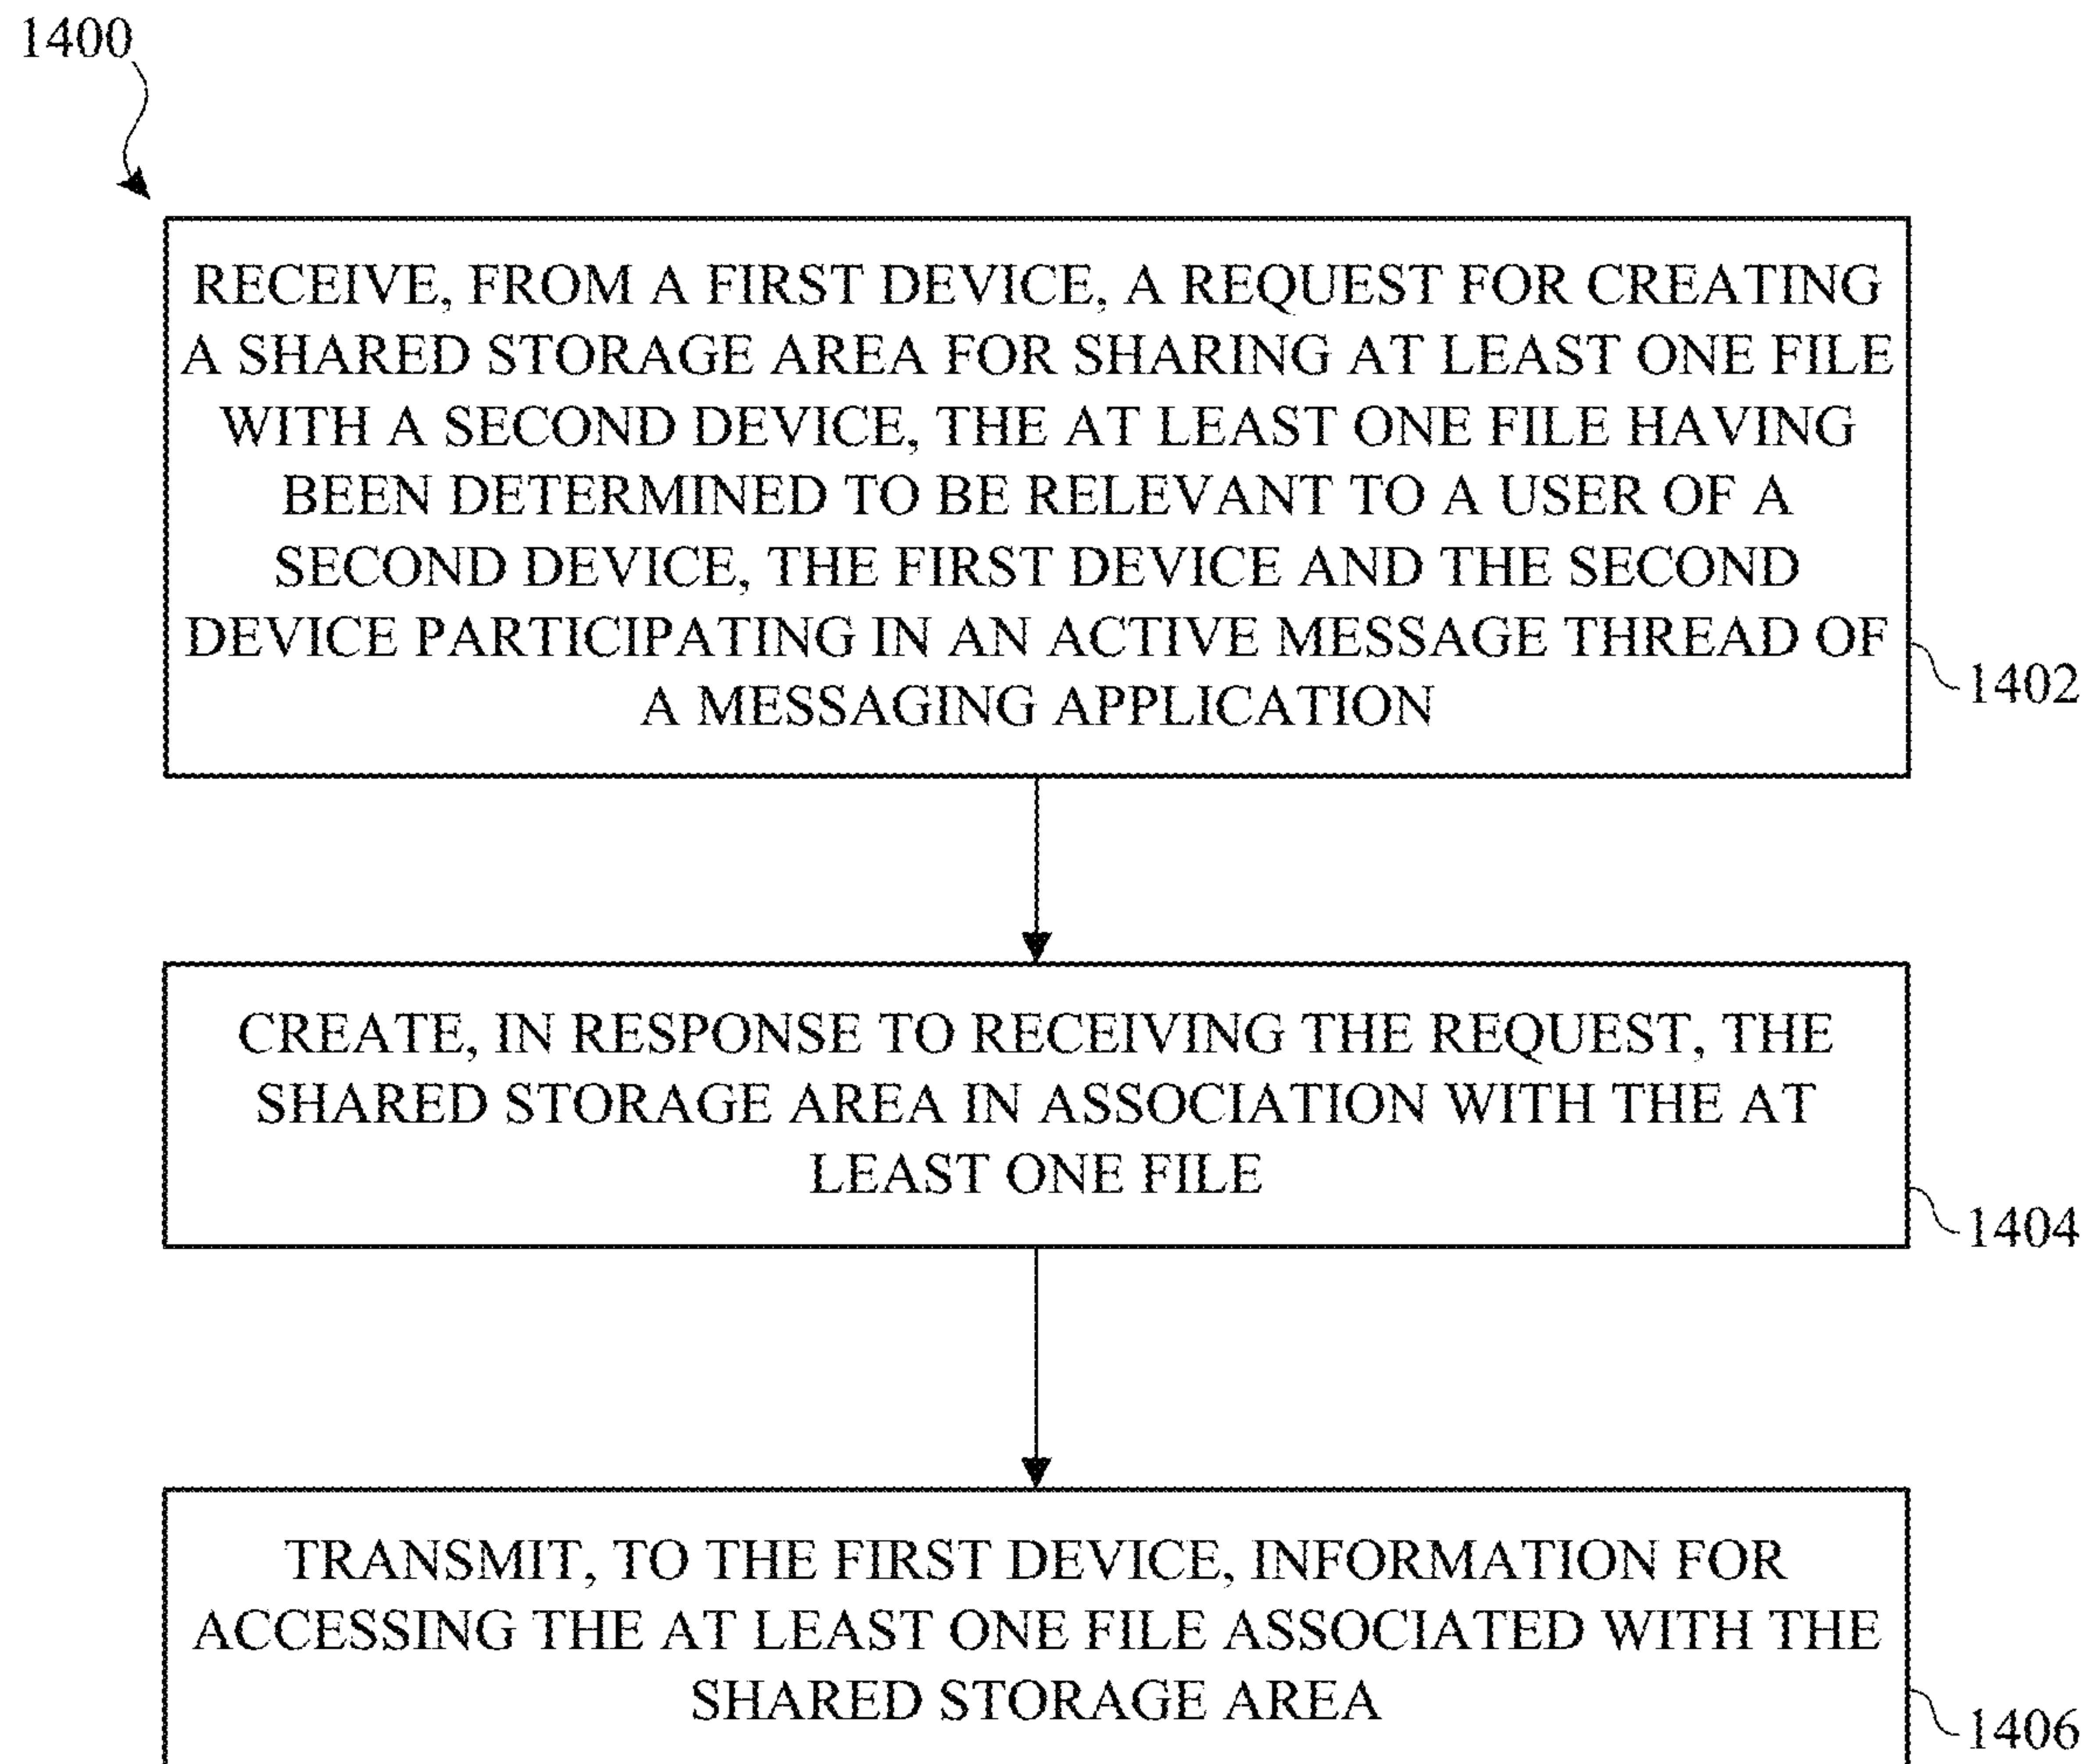 1400
RECEIVE, FROM A FIRST DEVICE, A REQUEST FOR CREATING
A SHARED STORAGE AREA FOR SHARING AT LEAST ONE FILE
WITH A SECOND DEVICE, THE AT LEAST ONE FILE HAVING
BEEN DETERMINED TO BE RELEVANT TO A USER OF A
SECOND DEVICE, THE FIRST DEVICE AND THE SECOND
DEVICE PARTICIPATING IN AN ACTIVE MESSAGE THREAD OF
A MESSAGING APPLICATION
1402
CREATE, IN RESPONSE TO RECEIVING THE REQUEST, THE
SHARED STORAGE AREA IN ASSOCIATION WITH THE AT
LEAST ONE FILE
1404
TRANSMIT, TO THE FIRST DEVICE, INFORMATION FOR
ACCESSING THE AT LEAST ONE FILE ASSOCIATED WITH THE
SHARED STORAGE AREA
1406